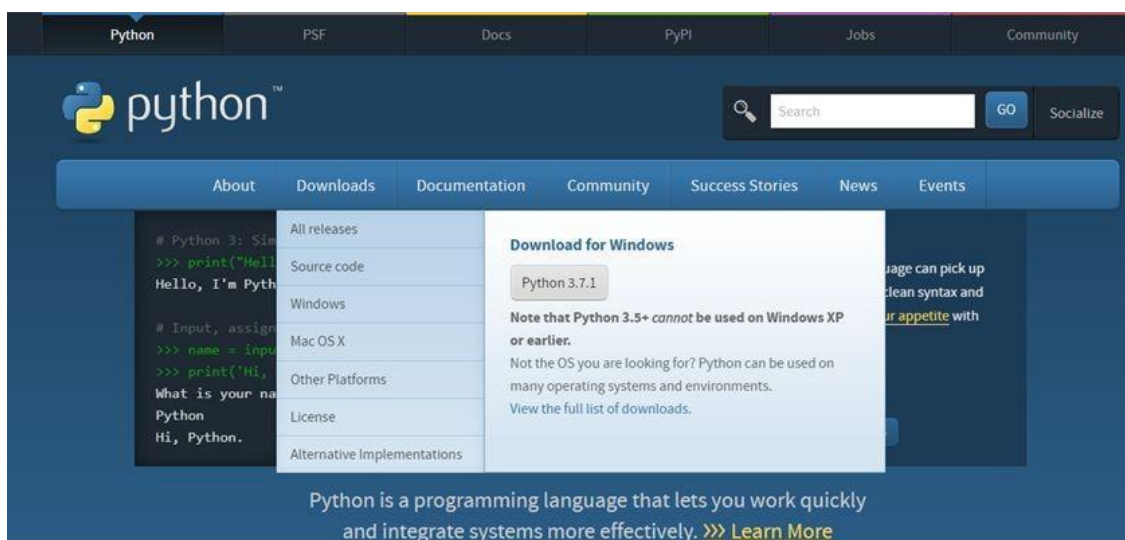 Python PSF Docs PyPI Jobs Community
python™
Search GO Socialize
About Downloads Documentation Community Success Stories News Events
All releases
Source code
Windows
Mac OS X
Other Platforms
License
Alternative Implementations
Download for Windows
Python 3.7.1
Note that Python 3.5+ cannot be used on Windows XP
or earlier.
Not the OS you are looking for? Python can be used on
many operating systems and environments.
View the full list of downloads.
# Python 3: Sim
>>> print("Hell
Hello, I'm Pyth
# Input, assign
>>> name = inpu
>>> print('Hi,
What is your na
Python
Hi, Python.
uage can pick up
clean syntax and
ur appetite with
Python is a programming language that lets you work quickly
and integrate systems more effectively. >>> Learn More